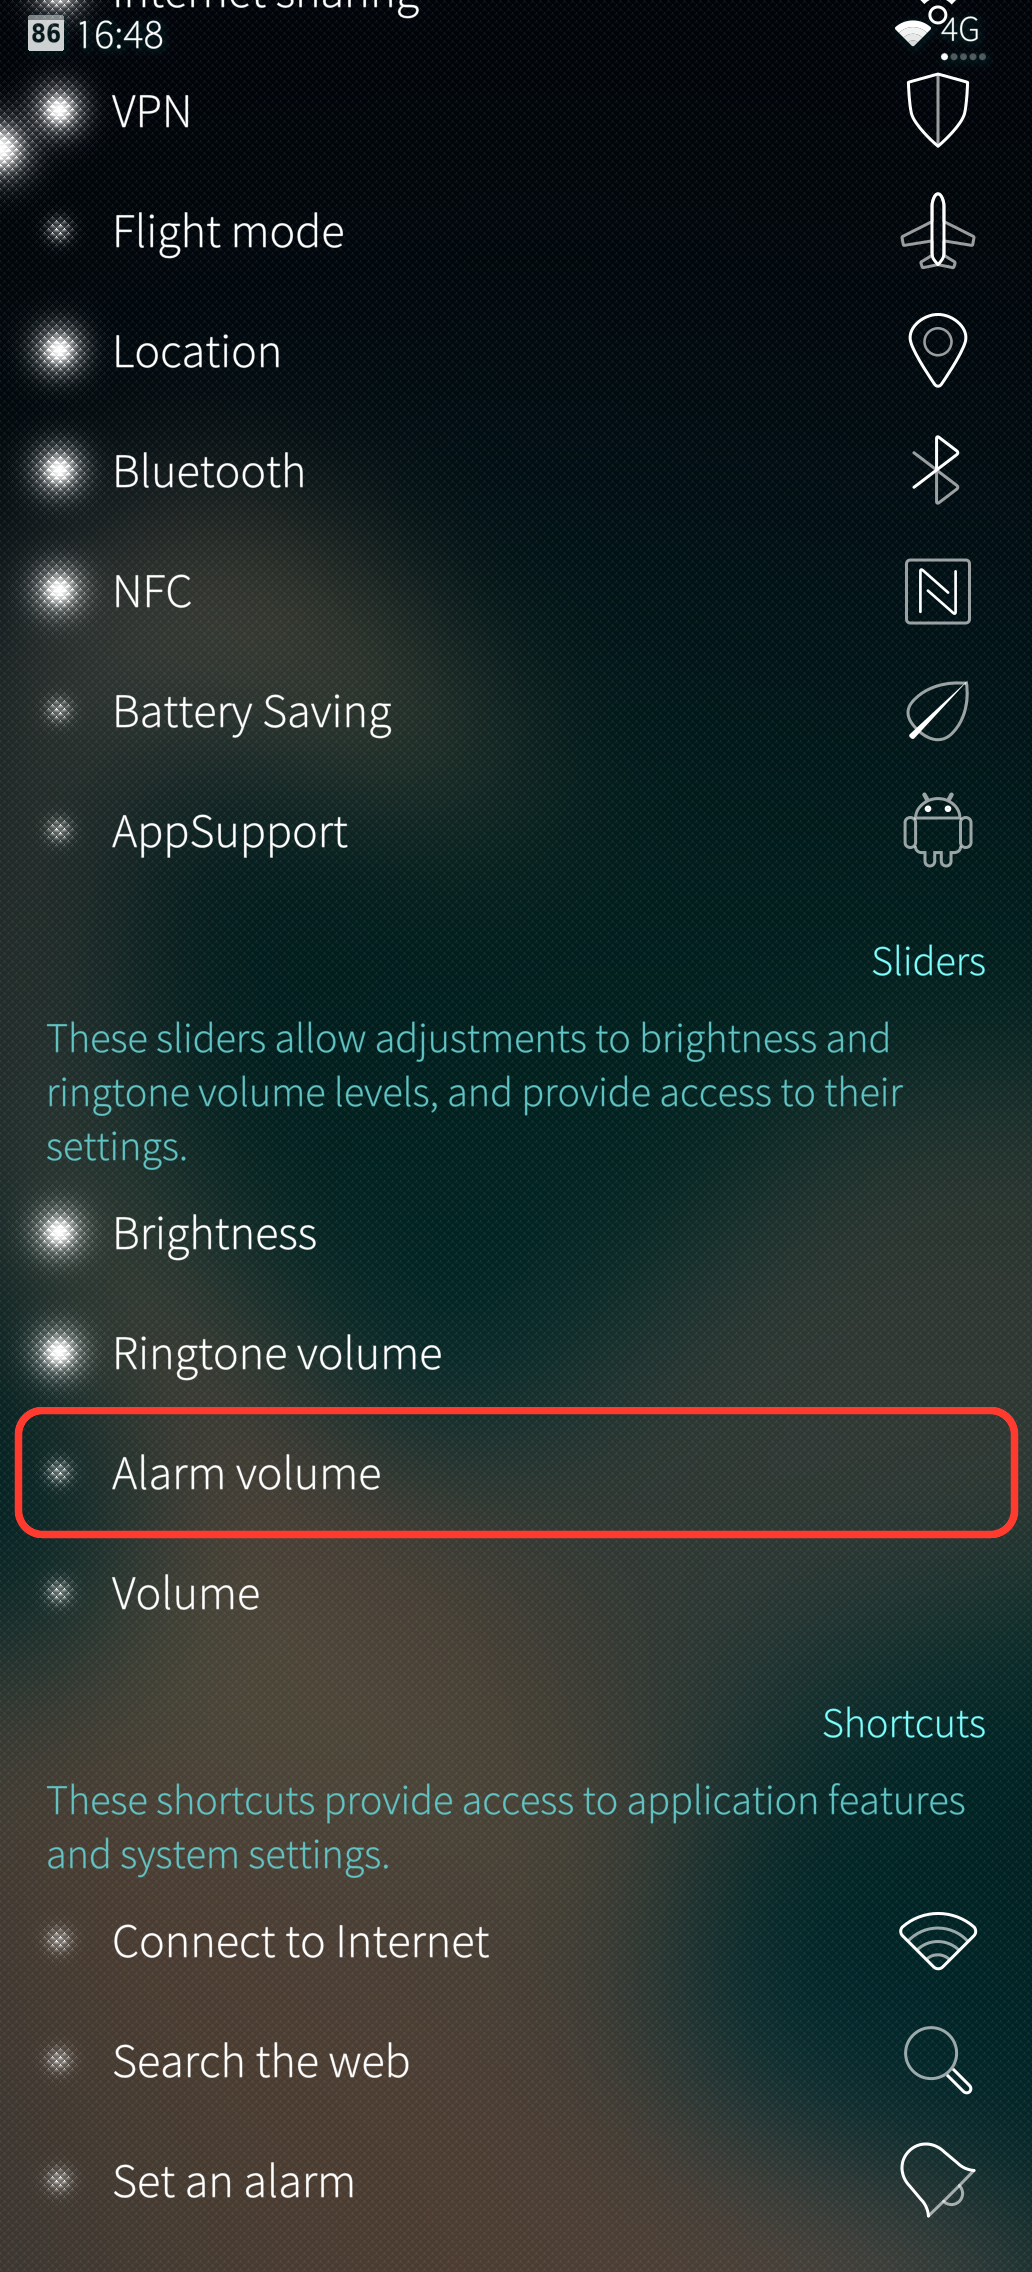 Internet sharing
86 16:48 4G
VPN
Flight mode
Location
Bluetooth
NFC
Battery Saving
AppSupport
Sliders
These sliders allow adjustments to brightness and
ringtone volume levels, and provide access to their
settings.
Brightness
Ringtone volume
Alarm volume
Volume
Shortcuts
These shortcuts provide access to application features
and system settings.
Connect to Internet
Search the web
Set an alarm